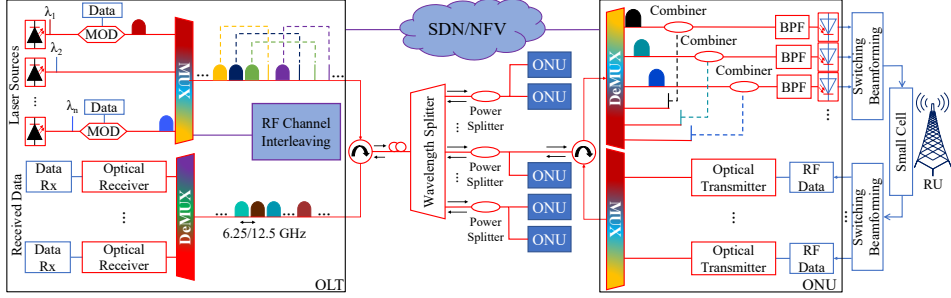 Laser Sources
λ1
Data
MOD
λ2
λn
Data
MOD
MUX
RF Channel
Interleaving
Received Data
Data
Rx
Optical
Receiver
Data
Rx
Optical
Receiver
DeMUX
6.25/12.5 GHz
OLT
SDN/NFV
Wavelength Splitter
Power
Splitter
Power
Splitter
Power
Splitter
ONU
ONU
ONU
ONU
ONU
ONU
DeMUX
MUX
Combiner
Combiner
Combiner
BPF
BPF
BPF
Switching
Beamforming
Optical
Transmitter
RF
Data
Optical
Transmitter
RF
Data
Switching
Beamforming
ONU
Small Cell
RU